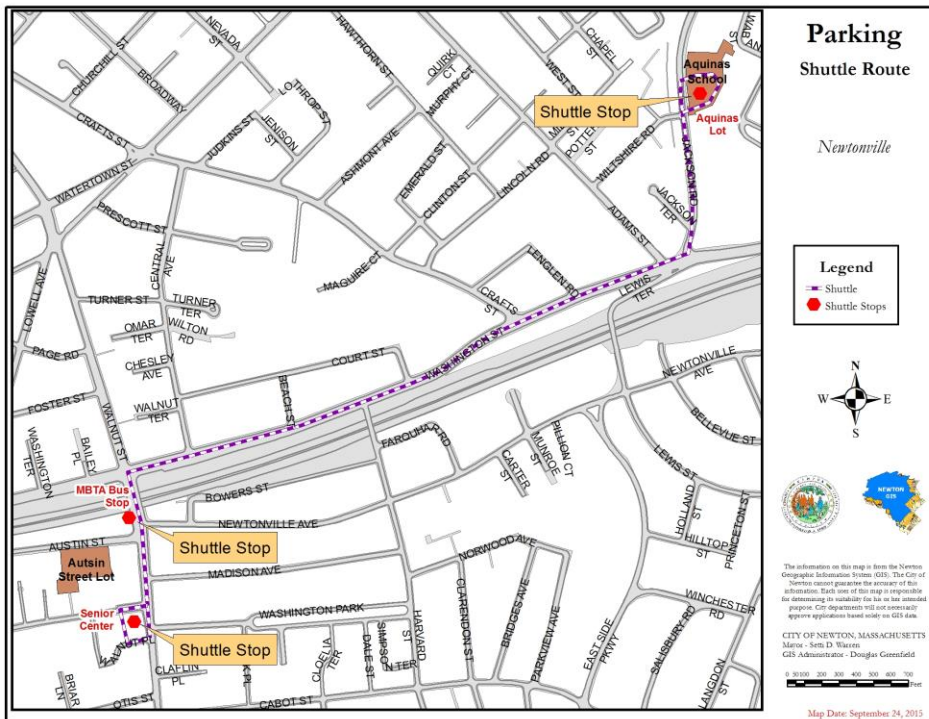 Parking
Shuttle Route
Newtonville
Legend
Shuttle
Shuttle Stops
N
W
E
S
NEWTON
GIS
The information on this map is from the Newton
Geographic Information System (GIS). The City of
Newton cannot guarantee the accuracy of this
information. Each user of this map is responsible
for determining its suitability for his or her intended
purpose. City departments will not necessarily
approve applications based solely on GIS data.
CITY OF NEWTON, MASSACHUSETTS
Mayor - Setti D. Warren
GIS Administrator - Douglas Greenfield
0 50 100 200 300 400 500 600 700
Feet
Map Date: September 24, 2015
CHURCHILL ST
NEVADA ST
BROADWAY
HAWTHORN ST
QUIRK CT
MURPHY CT
CHAPEL ST
WEST ST
WABAN
ST
Aquinas
School
Shuttle Stop
Aquinas
Lot
CRAFTS ST
JUDKINS ST
LOTHROP ST
JENISON ST
ASHMONT AVE
EMERALD ST
CLINTON ST
LINCOLN RD
POTTER ST
WILTSHIRE RD
JACKSON RD
JACKSON TER
ADAMS ST
WATERTOWN ST
PRESCOTT ST
CENTRAL AVE
MAGUIRE CT
LENGLEN RD
CRAFTS ST
LEWIS TER
LOWELL AVE
TURNER ST
TURNER TER
OMAR TER
WILTON RD
PAGE RD
CHESLEY AVE
COURT ST
WASHINGTON ST
NEWTONVILLE AVE
FOSTER ST
WALNUT ST
WALNUT TER
BEACH ST
BELLEVUE ST
WASHINGTON TER
BAILEY PL
FARQUHAR RD
CARTER ST
MUNROE ST
PILLION CT
LEWIS ST
HOLLAND ST
PRINCETON ST
HILLTOP ST
MBTA Bus
Stop
BOWERS ST
NEWTONVILLE AVE
Shuttle Stop
AUSTIN ST
Autsin
Street Lot
MADISON AVE
NORWOOD AVE
WINCHESTER RD
Senior
Center
WASHINGTON PARK
Shuttle Stop
WALNUT PL
CLAFLIN PL
K PL
CLOELIA TER
DALE ST
SIMPSON TER
HARVARD ST
CLARENDON ST
BRIDGES AVE
PARKVIEW AVE
EAST SIDE PKWY
SALISBURY RD
LANGDON ST
BRIAR LN
OTIS ST
CABOT ST